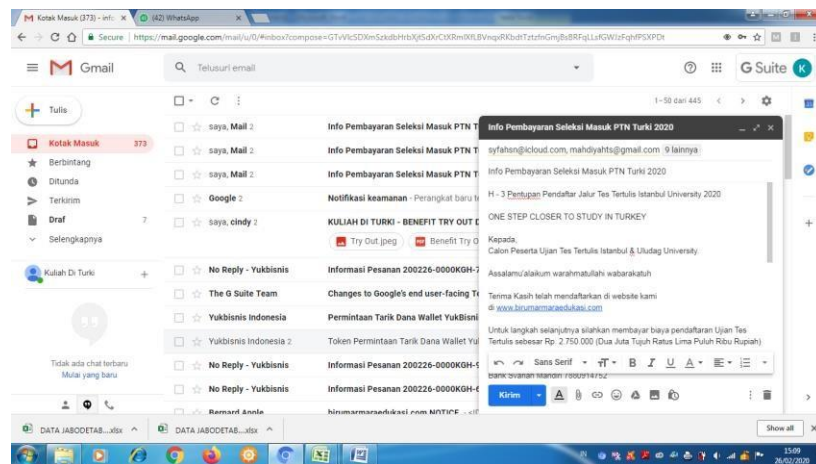 Kotak Masuk (373) - info
(42) WhatsApp
Secure
https://mail.google.com/mail/u/0/#inbox?compose=
Gmail
Telusuri email
G Suite
K
Tulis
1–50 dari 445
Kotak Masuk 373
Berbintang
Ditunda
Terkirim
Draf 7
Selengkapnya
Kuliah Di Turki
Tidak ada chat terbaru
Mulai yang baru
saya, Mail 2 Info Pembayaran Seleksi Masuk PTN T
saya, Mail 2 Info Pembayaran Seleksi Masuk PTN T
saya, Mail 2 Info Pembayaran Seleksi Masuk PTN T
Google 2 Notifikasi keamanan - Perangkat baru
saya, cindy 2 KULIAH DI TURKI - BENEFIT TRY OUT
Try Out.jpeg Benefit Try O
No Reply - Yukbisnis Informasi Pesanan 200226-0000KGH-
The G Suite Team Changes to Google's end user-facing
Yukbisnis Indonesia Permintaan Tarik Dana Wallet YukBisni
Yukbisnis Indonesia 2 Token Permintaan Tarik Dana Wallet
No Reply - Yukbisnis Informasi Pesanan 200226-0000KGH-
No Reply - Yukbisnis Informasi Pesanan 200226-0000KGH-
Bernard Apple birumarmaraedukasi.com NOTICE
Info Pembayaran Seleksi Masuk PTN Turki 2020
syfahsn@icloud.com, mahdiyahts@gmail.com 9 lainnya
Info Pembayaran Seleksi Masuk PTN Turki 2020
H - 3 Pentupan Pendaftar Jalur Tes Tertulis Istanbul University 2020
ONE STEP CLOSER TO STUDY IN TURKEY
Kepada,
Calon Peserta Ujian Tes Tertulis Istanbul & Uludag University
Assalamu'alaikum warahmatullahi wabarakatuh
Terima Kasih telah mendaftarkan di website kami
di www.birumarmaraedukasi.com
Untuk langkah selanjutnya silahkan membayar biaya pendaftaran Ujian Tes
Tertulis sebesar Rp. 2.750.000 (Dua Juta Tujuh Ratus Lima Puluh Ribu Rupiah)
Sans Serif
B I U A
Bank Syariah Mandiri 7860914752
Kirim
DATA JABODETAB....xlsx
DATA JABODETAB....xlsx
Show all
IN
15:09
26/02/2020